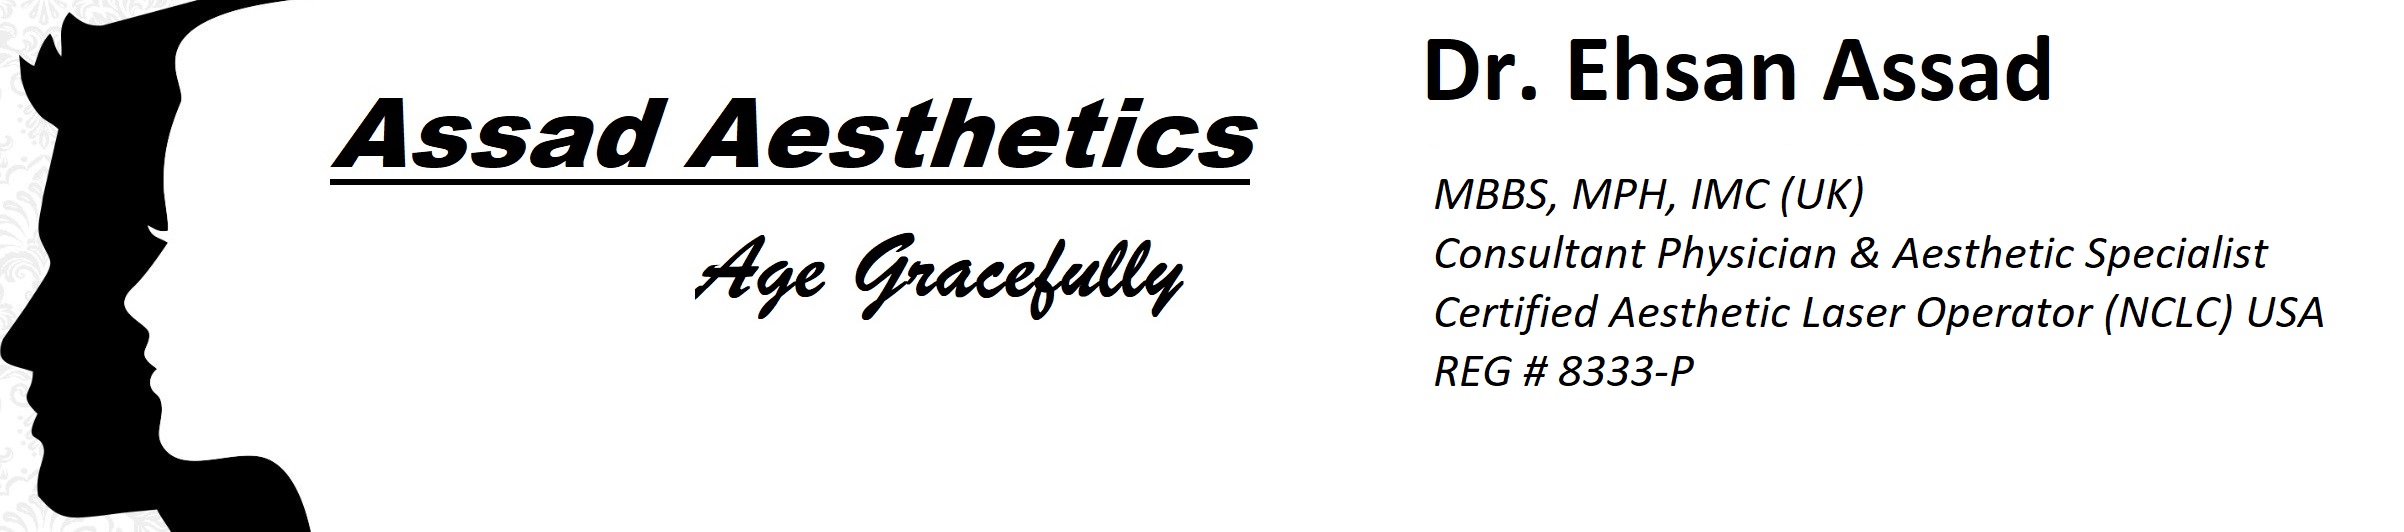 Assad Aesthetics
Age Gracefully
Dr. Ehsan Assad
MBBS, MPH, IMC (UK)
Consultant Physician & Aesthetic Specialist
Certified Aesthetic Laser Operator (NCLC) USA
REG # 8333-P